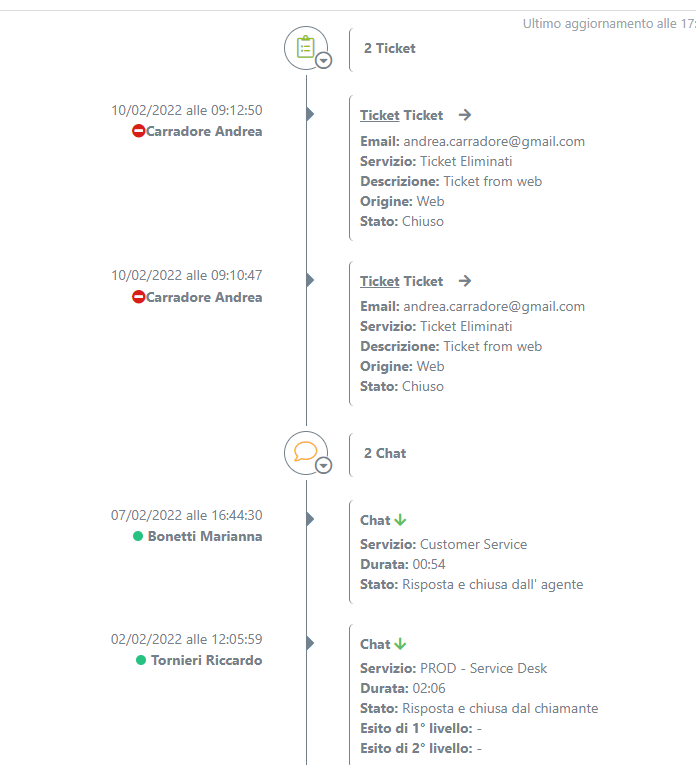 Ultimo aggiornamento alle 17:
2 Ticket
10/02/2022 alle 09:12:50
Carradore Andrea
Ticket Ticket
Email: andrea.carradore@gmail.com
Servizio: Ticket Eliminati
Descrizione: Ticket from web
Origine: Web
Stato: Chiuso
10/02/2022 alle 09:10:47
Carradore Andrea
Ticket Ticket
Email: andrea.carradore@gmail.com
Servizio: Ticket Eliminati
Descrizione: Ticket from web
Origine: Web
Stato: Chiuso
2 Chat
07/02/2022 alle 16:44:30
Bonetti Marianna
Chat
Servizio: Customer Service
Durata: 00:54
Stato: Risposta e chiusa dall' agente
02/02/2022 alle 12:05:59
Tornieri Riccardo
Chat
Servizio: PROD - Service Desk
Durata: 02:06
Stato: Risposta e chiusa dal chiamante
Esito di 1° livello: -
Esito di 2° livello: -